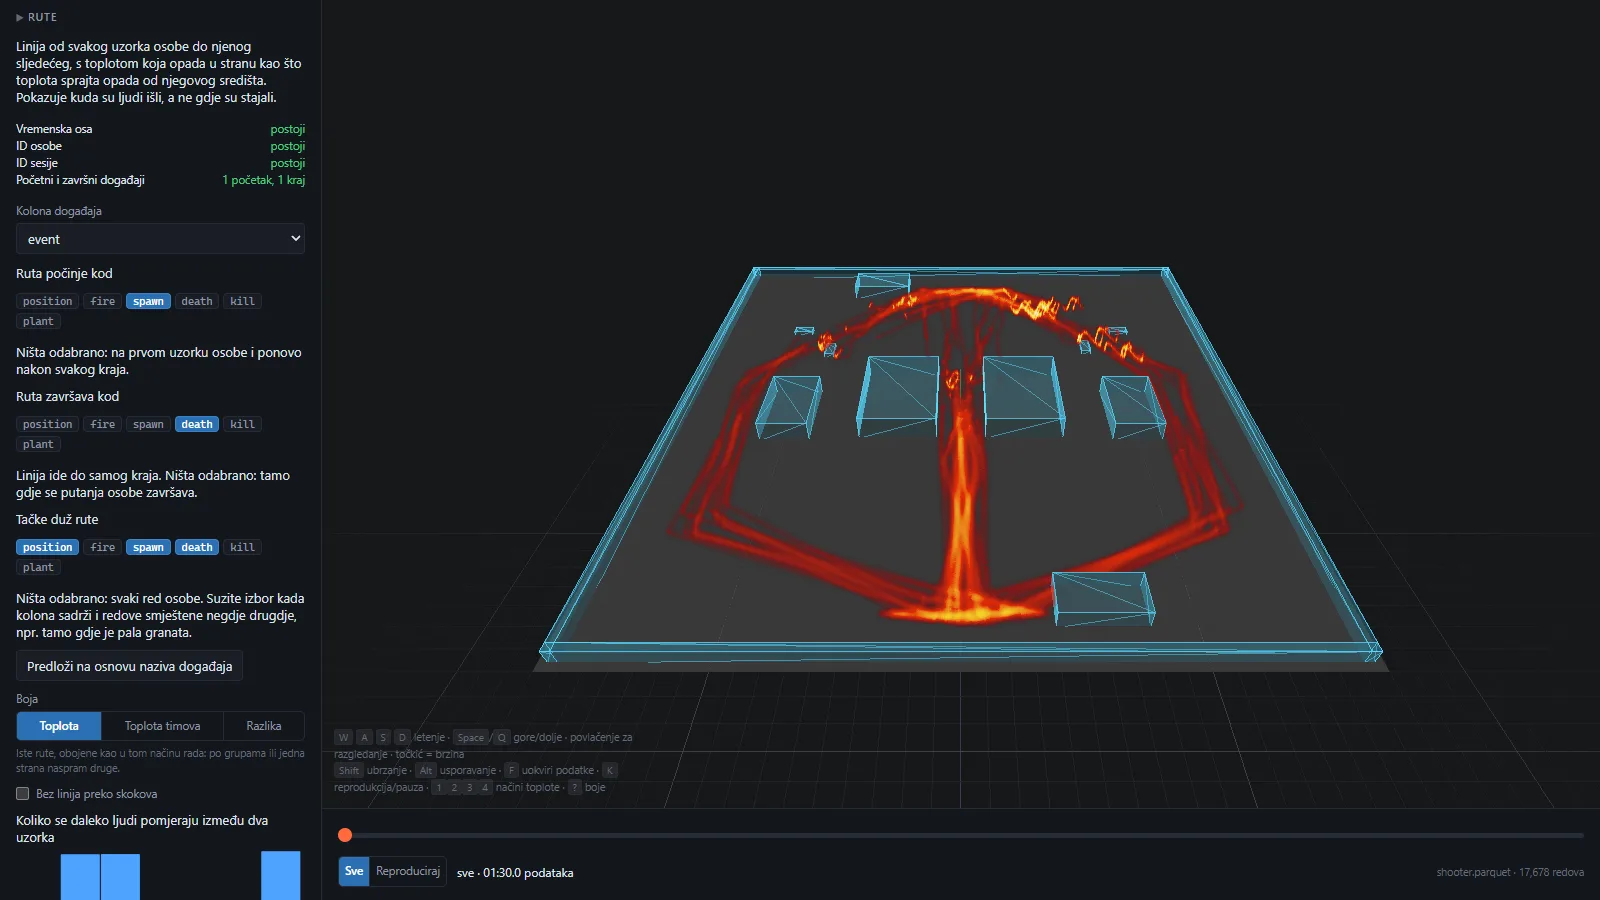 RUTE
Linija od svakog uzorka osobe do njenog
sljedećeg, s toplotom koja opada u stranu kao što
toplota sprajta opada od njegovog središta.
Pokazuje kuda su ljudi išli, a ne gdje su stajali.
Vremenska osa postoji
ID osobe postoji
ID sesije postoji
Početni i završni događaji 1 početak, 1 kraj
Kolona događaja
event
Ruta počinje kod
position fire spawn death kill
plant
Ništa odabrano: na prvom uzorku osobe i ponovo
nakon svakog kraja.
Ruta završava kod
position fire spawn death kill
plant
Linija ide do samog kraja. Ništa odabrano: tamo
gdje se putanja osobe završava.
Tačke duž rute
position fire spawn death kill
plant
Ništa odabrano: svaki red osobe. Suzite izbor kada
kolona sadrži i redove smještene negdje drugdje,
npr. tamo gdje je pala granata.
Predloži na osnovu naziva događaja
Boja
Toplota Toplota timova Razlika
Iste rute, obojene kao u tom načinu rada: po grupama ili jedna
strana naspram druge.
Bez linija preko skokova
Koliko se daleko ljudi pomjeraju između dva
uzorka
W A S D letenje · Space/Q gore/dolje · povlačenje za
razgledanje · točkić = brzina
Shift ubrzanje · Alt usporavanje · F uokviri podatke · K
reprodukcija/pauza · 1 2 3 4 načini toplote · ? boje
Sve Reproduciraj sve · 01:30.0 podataka
shooter.parquet · 17,678 redova